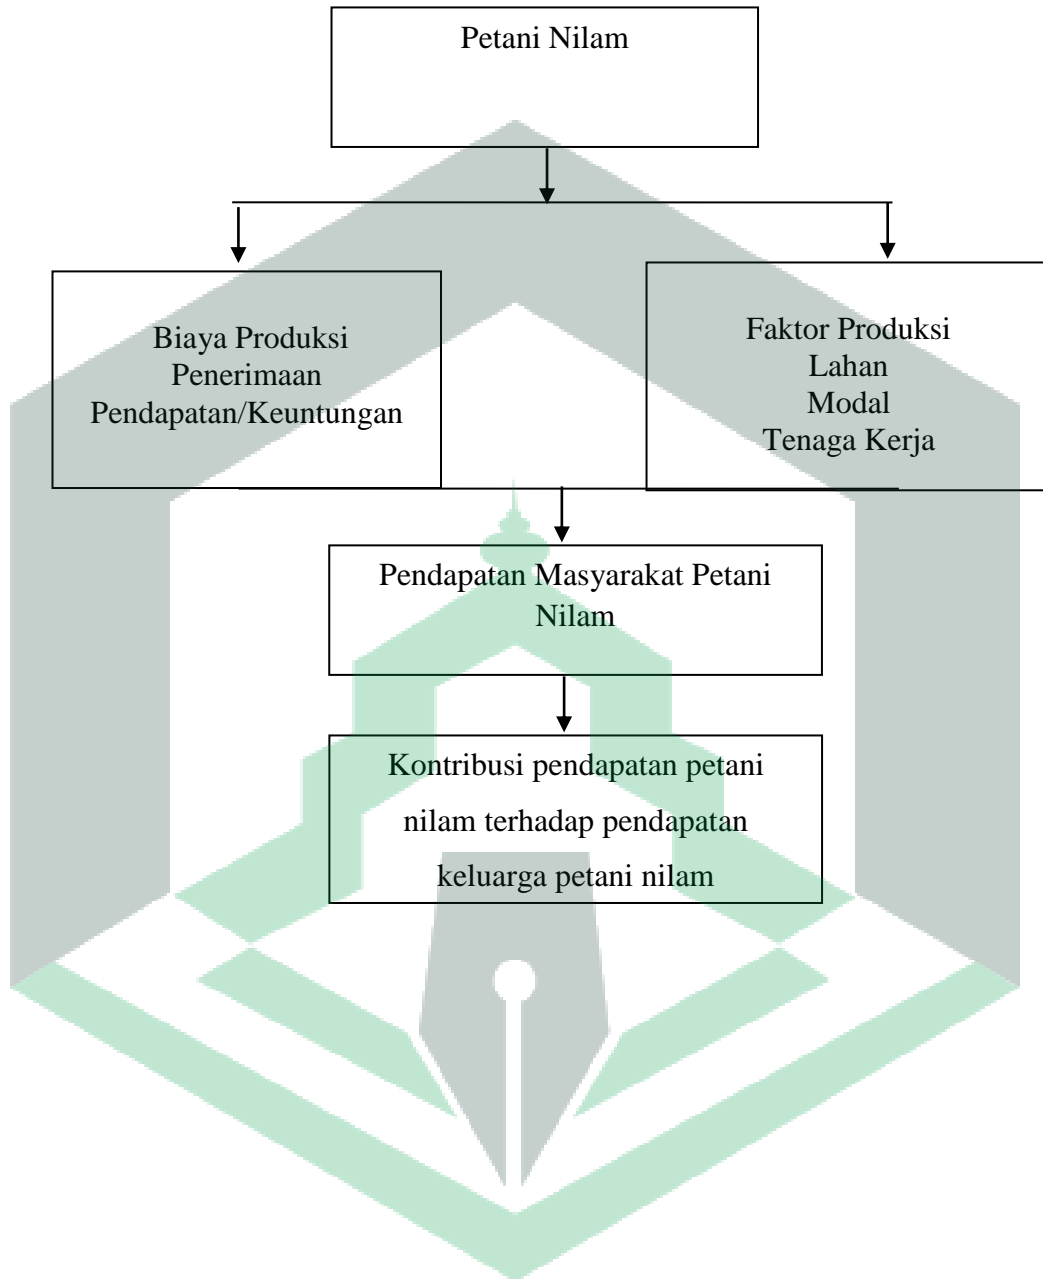 Petani Nilam
Biaya Produksi
Penerimaan
Pendapatan/Keuntungan
Faktor Produksi
Lahan
Modal
Tenaga Kerja
Pendapatan Masyarakat Petani
Nilam
Kontribusi pendapatan petani
nilam terhadap pendapatan
keluarga petani nilam